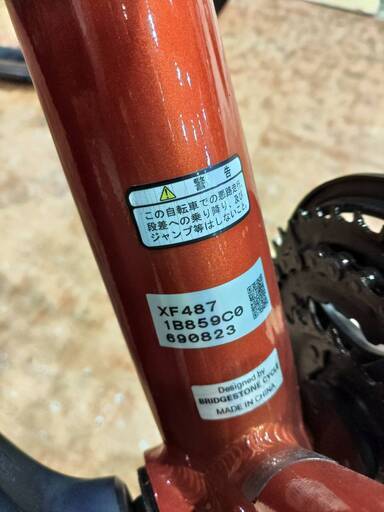 警 告
この自転車での悪路走行、
段差への乗り降り、及び
ジャンプ等はしないこと
XF487
1B859C0
690823
Designed by
BRIDGESTONE CYCLE
MADE IN CHINA